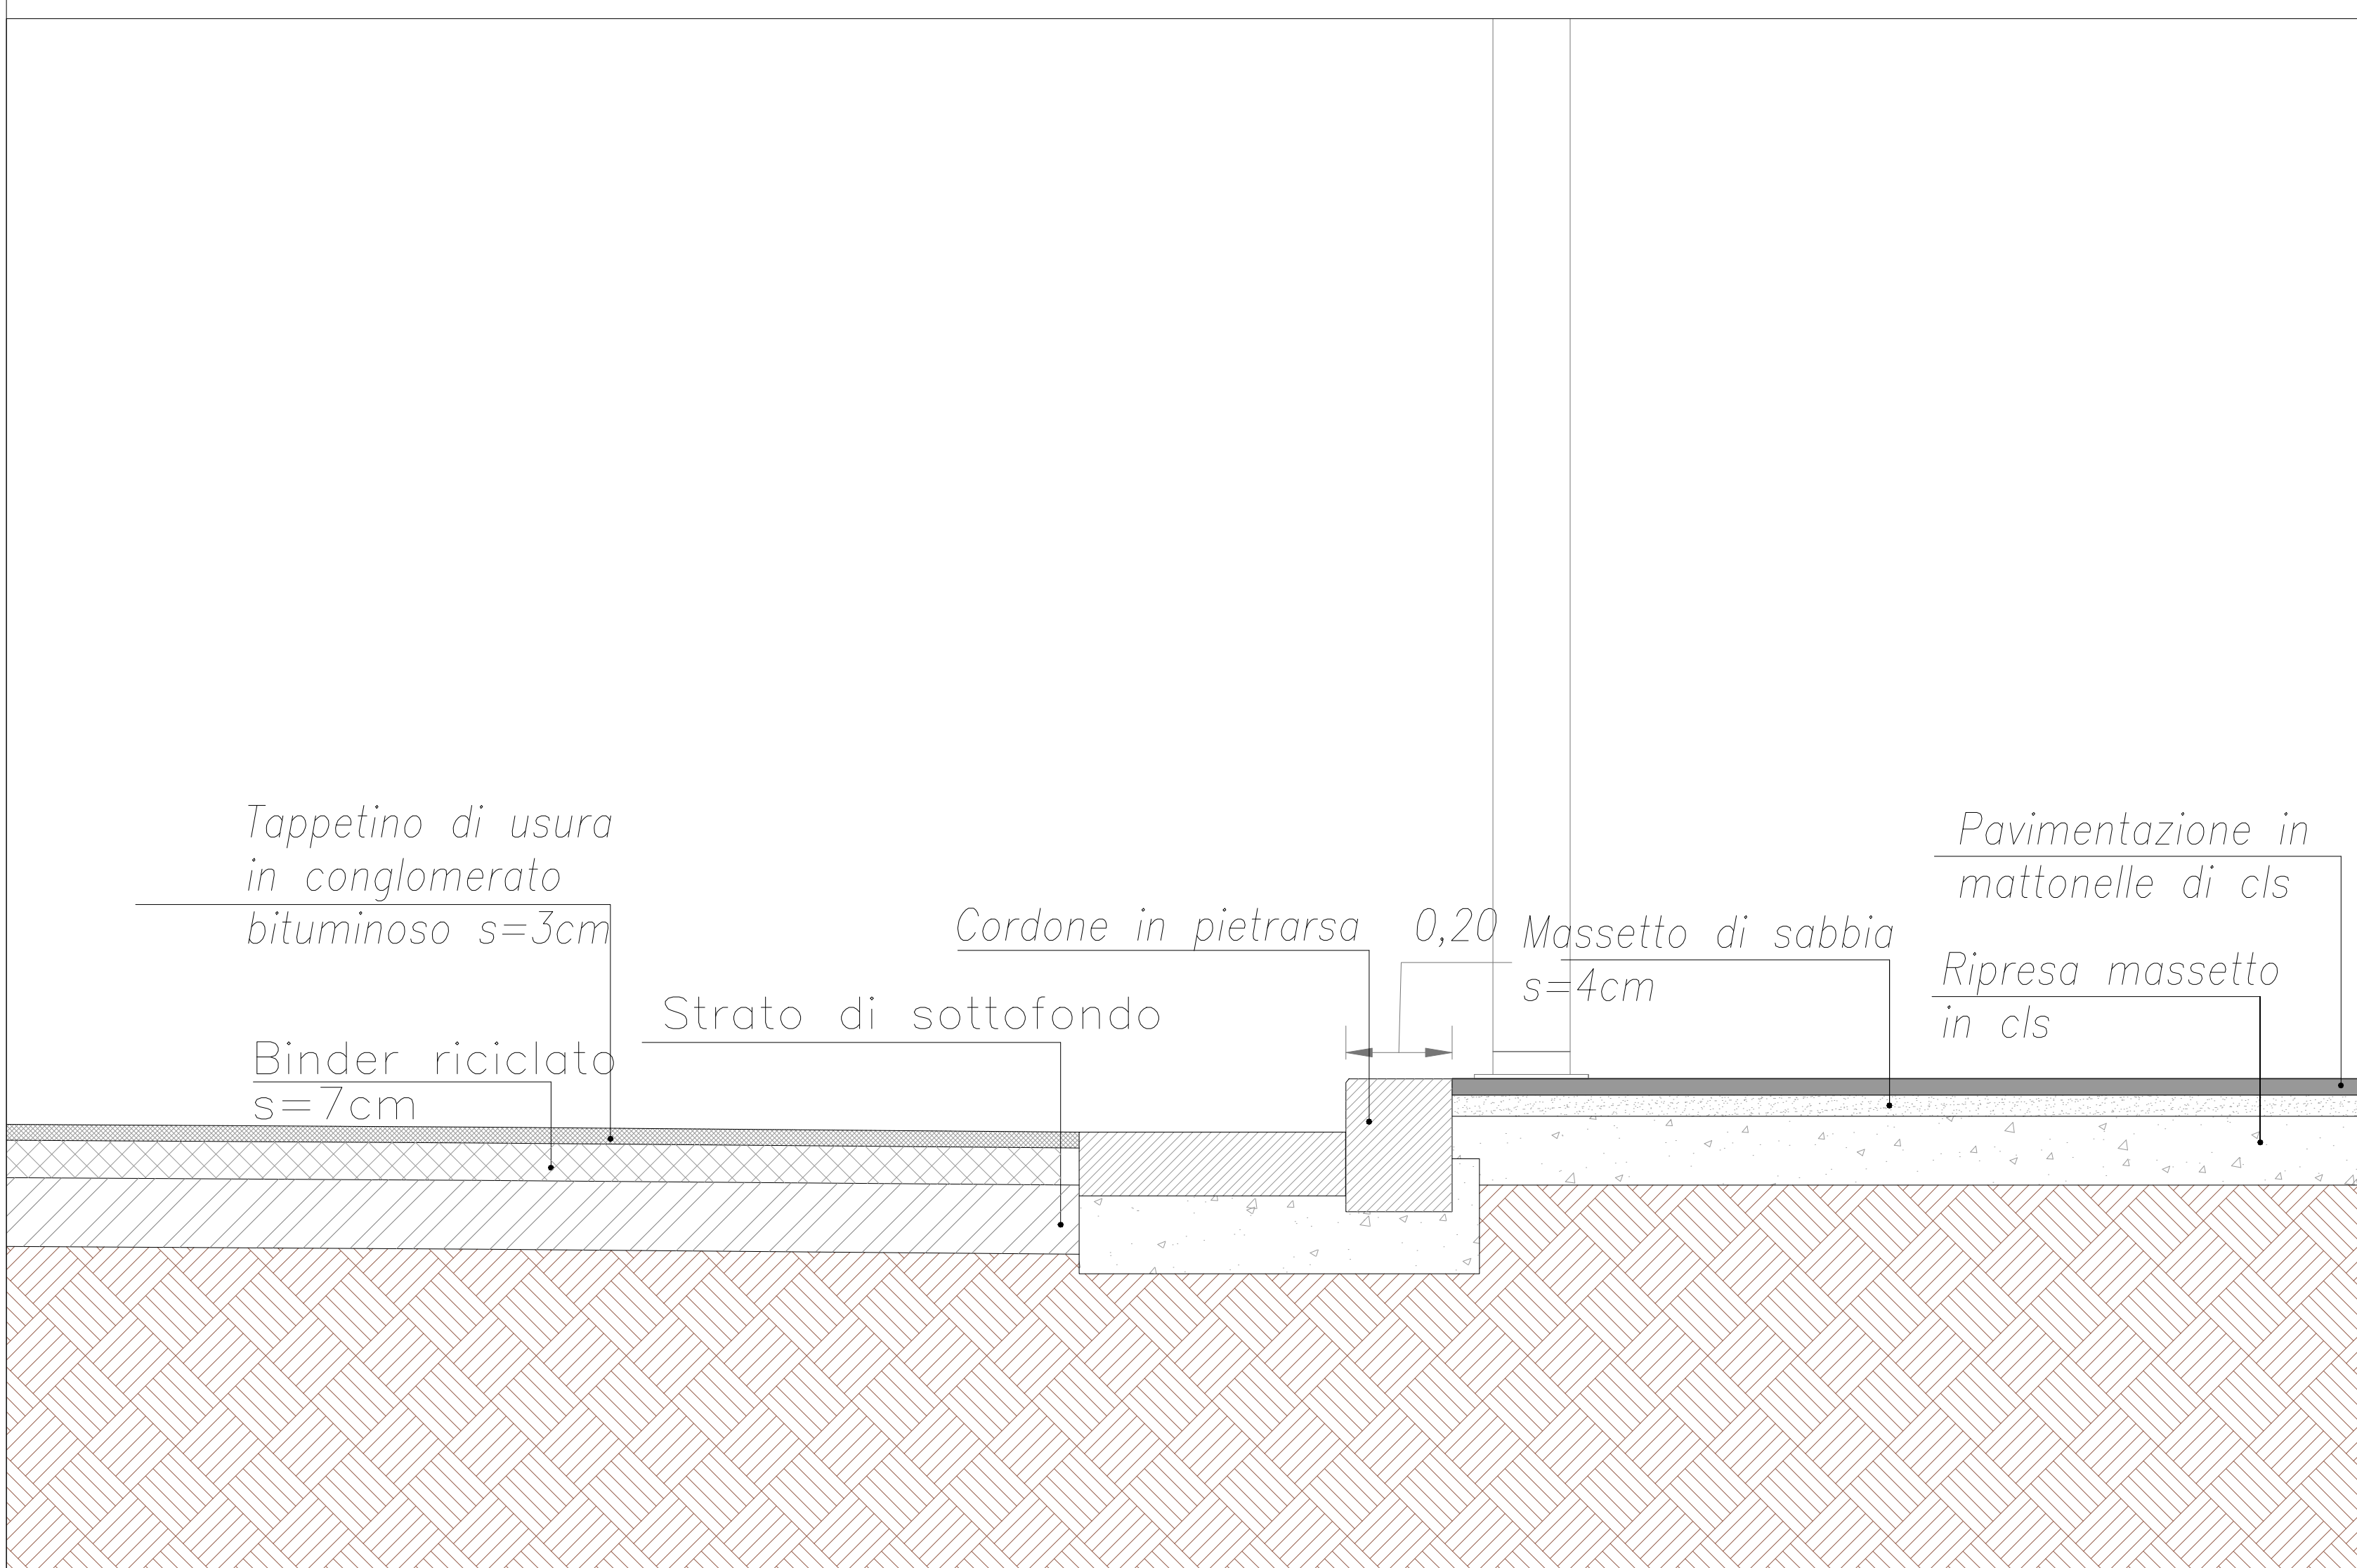 Tappetino di usura
in conglomerato
bituminoso s=3cm
Binder riciclato
s=7cm
Strato di sottofondo
Cordone in pietrarsa
0,20
Massetto di sabbia
s=4cm
Pavimentazione in
mattonelle di cls
Ripresa massetto
in cls